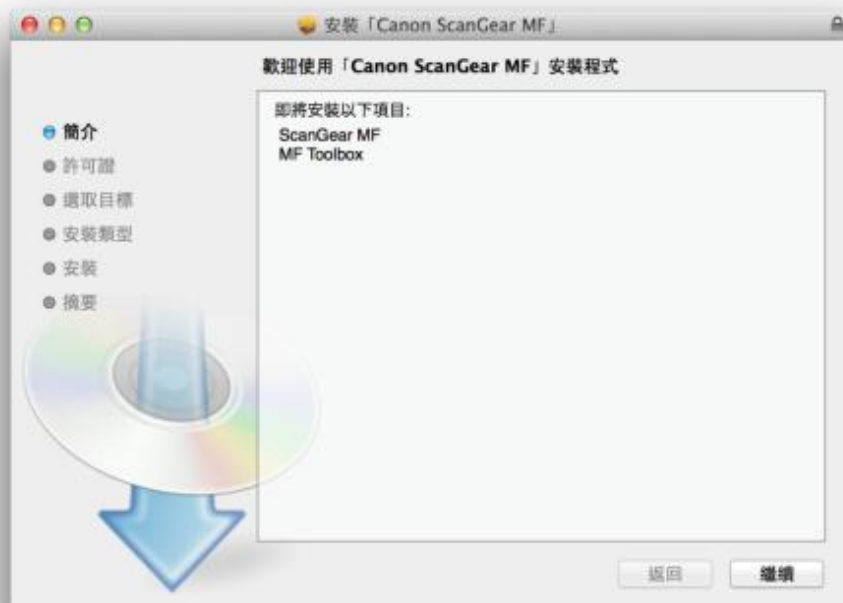 安裝「Canon ScanGear MF」
歡迎使用「Canon ScanGear MF」安裝程式
簡介
許可證
選取目標
安裝類型
安裝
摘要
即將安裝以下項目:
ScanGear MF
MF Toolbox
返回
繼續